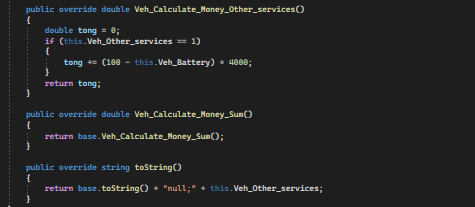 public override double Veh_Calculate_Money_Other_services()
{
double tong = 0;
if (this.Veh_Other_services == 1)
{
tong += (100 - this.Veh_Battery) * 4000;
}
return tong;
}
public override double Veh_Calculate_Money_Sum()
{
return base.Veh_Calculate_Money_Sum();
}
public override string toString()
{
return base.toString() + "null;" + this.Veh_Other_services;
}